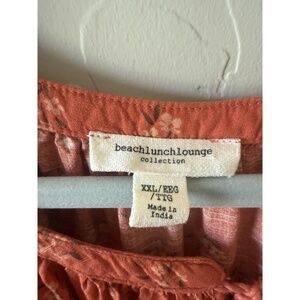 beachlunchlounge
collection
XXL/EEG
/TTG
Made in
India